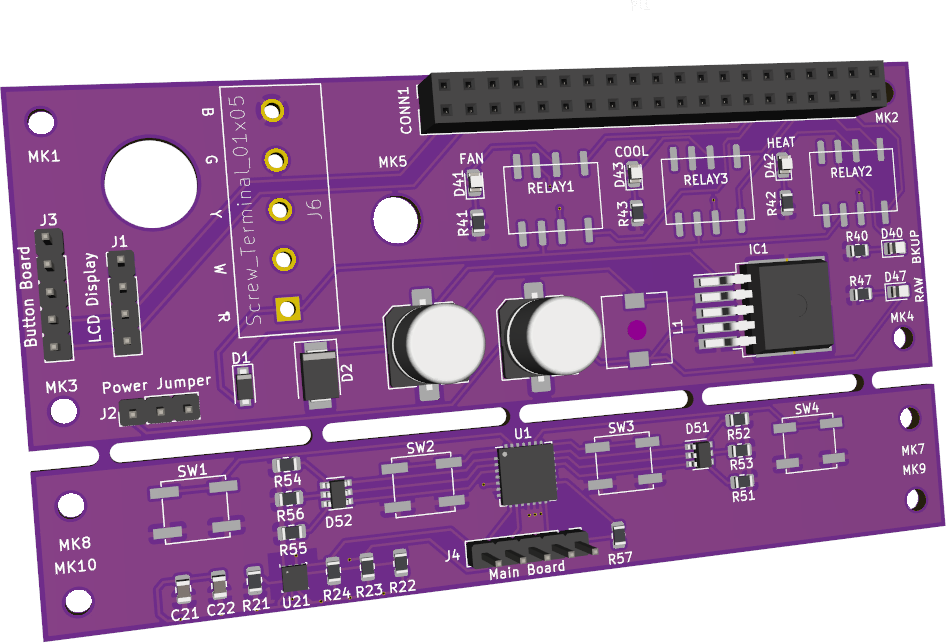 CONN1
MK2
MK1
B
G
Y
W
R
Screw_Terminal_01x05
J6
MK5
FAN
D41
R41
RELAY1
COOL
D43
R43
RELAY3
HEAT
D42
R42
RELAY2
J3
Button Board
J1
LCD Display
R40
D40
BKUP
IC1
R47
D47
RAW
MK4
L1
MK3
Power Jumper
J2
D1
D2
SW1
SW2
U1
SW3
D51
R52
R53
R51
SW4
MK7
MK9
R54
R56
R55
D52
MK8
MK10
J4
Main Board
R57
C21
C22
R21
U21
R24
R23
R22